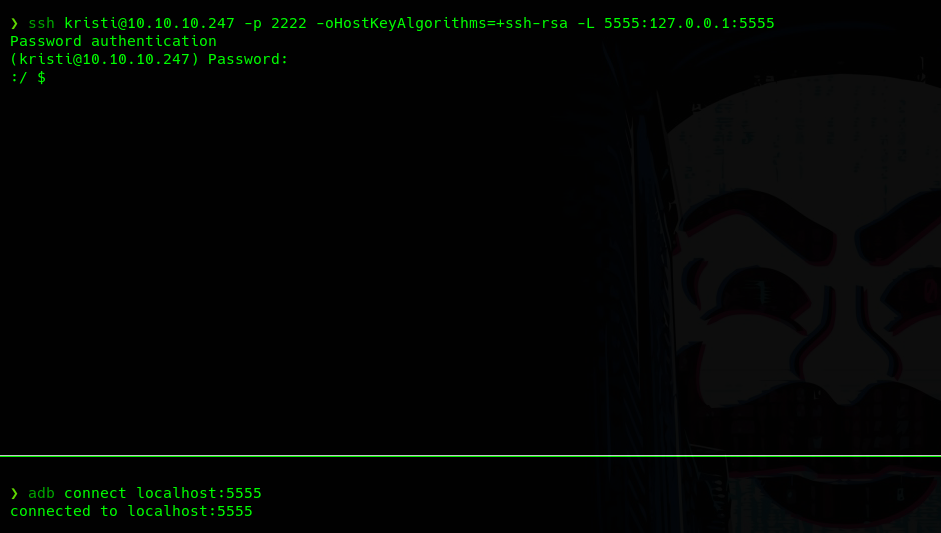 ❯ ssh kristi@10.10.10.247 -p 2222 -oHostKeyAlgorithms=+ssh-rsa -L 5555:127.0.0.1:5555
Password authentication
(kristi@10.10.10.247) Password:
:/ $
❯ adb connect localhost:5555
connected to localhost:5555